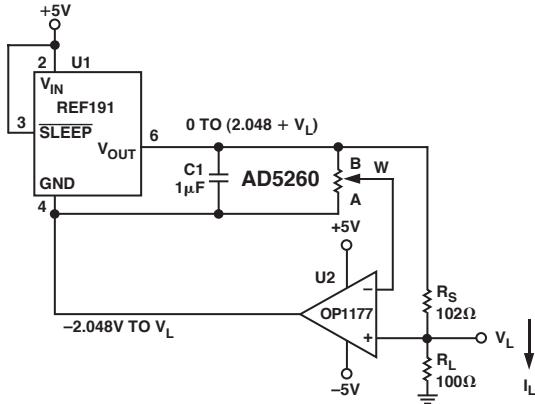 +5V
2
U1
V_IN
REF191
3
SLEEP
6
V_OUT
GND
4
0 TO (2.048 + V_L)
C1
1μF
AD5260
B
W
A
+5V
U2
−
OP1177
+
−5V
−2.048V TO V_L
R_S
102Ω
V_L
R_L
100Ω
I_L